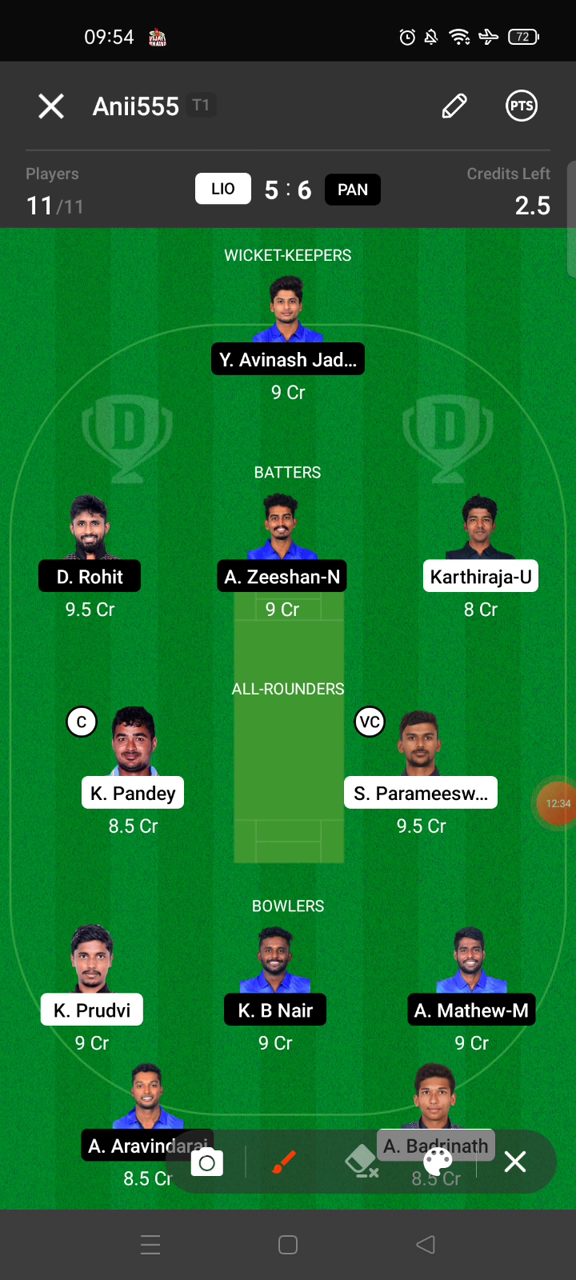 09:54
72
Anii555 T1
PTS
Players
Credits Left
11/11
LIO 5 : 6 PAN
2.5
WICKET-KEEPERS
Y. Avinash Jad...
9 Cr
D
D
BATTERS
D. Rohit
A. Zeeshan-N
Karthiraja-U
9.5 Cr
9 Cr
8 Cr
ALL-ROUNDERS
C
VC
K. Pandey
S. Parameesw...
8.5 Cr
9.5 Cr
12:34
BOWLERS
K. Prudvi
K. B Nair
A. Mathew-M
9 Cr
9 Cr
9 Cr
A. Aravindaraj
A. Badrinath
8.5 Cr
8.5 Cr